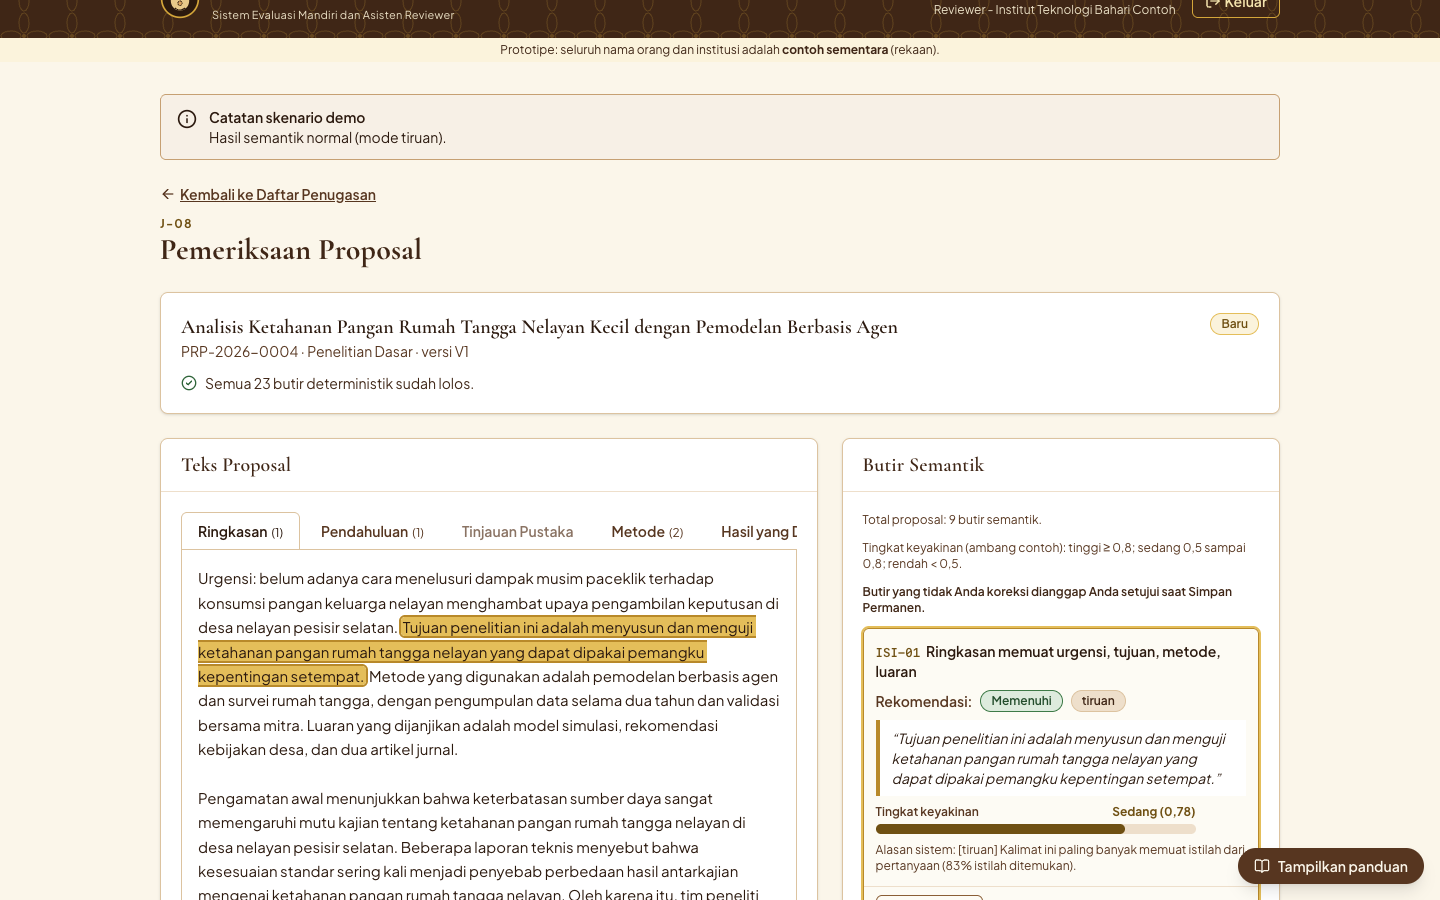 Sistem Evaluasi Mandiri dan Asisten Reviewer
Reviewer - Institut Teknologi Bahari Contoh
Keluar
Prototipe: seluruh nama orang dan institusi adalah contoh sementara (rekaan).
Catatan skenario demo
Hasil semantik normal (mode tiruan).
Kembali ke Daftar Penugasan
J-08
Pemeriksaan Proposal
Analisis Ketahanan Pangan Rumah Tangga Nelayan Kecil dengan Pemodelan Berbasis Agen
Baru
PRP-2026-0004 · Penelitian Dasar · versi V1
Semua 23 butir deterministik sudah lolos.
Teks Proposal
Ringkasan (1)
Pendahuluan (1)
Tinjauan Pustaka
Metode (2)
Hasil yang D
Urgensi: belum adanya cara menelusuri dampak musim paceklik terhadap
konsumsi pangan keluarga nelayan menghambat upaya pengambilan keputusan di
desa nelayan pesisir selatan. Tujuan penelitian ini adalah menyusun dan menguji
ketahanan pangan rumah tangga nelayan yang dapat dipakai pemangku
kepentingan setempat. Metode yang digunakan adalah pemodelan berbasis agen
dan survei rumah tangga, dengan pengumpulan data selama dua tahun dan validasi
bersama mitra. Luaran yang dijanjikan adalah model simulasi, rekomendasi
kebijakan desa, dan dua artikel jurnal.
Pengamatan awal menunjukkan bahwa keterbatasan sumber daya sangat
memengaruhi mutu kajian tentang ketahanan pangan rumah tangga nelayan di
desa nelayan pesisir selatan. Beberapa laporan teknis menyebut bahwa
kesesuaian standar sering kali menjadi penyebab perbedaan hasil antarkajian
mengenai ketahanan pangan rumah tangga nelayan. Oleh karena itu, tim peneliti
Butir Semantik
Total proposal: 9 butir semantik.
Tingkat keyakinan (ambang contoh): tinggi ≥ 0,8; sedang 0,5 sampai
0,8; rendah < 0,5.
Butir yang tidak Anda koreksi dianggap Anda setujui saat Simpan
Permanen.
ISI-01 Ringkasan memuat urgensi, tujuan, metode,
luaran
Rekomendasi: Memenuhi tiruan
“Tujuan penelitian ini adalah menyusun dan menguji
ketahanan pangan rumah tangga nelayan yang
dapat dipakai pemangku kepentingan setempat.”
Tingkat keyakinan Sedang (0,78)
Alasan sistem: [tiruan] Kalimat ini paling banyak memuat istilah dari
pertanyaan (83% istilah ditemukan).
Tampilkan panduan